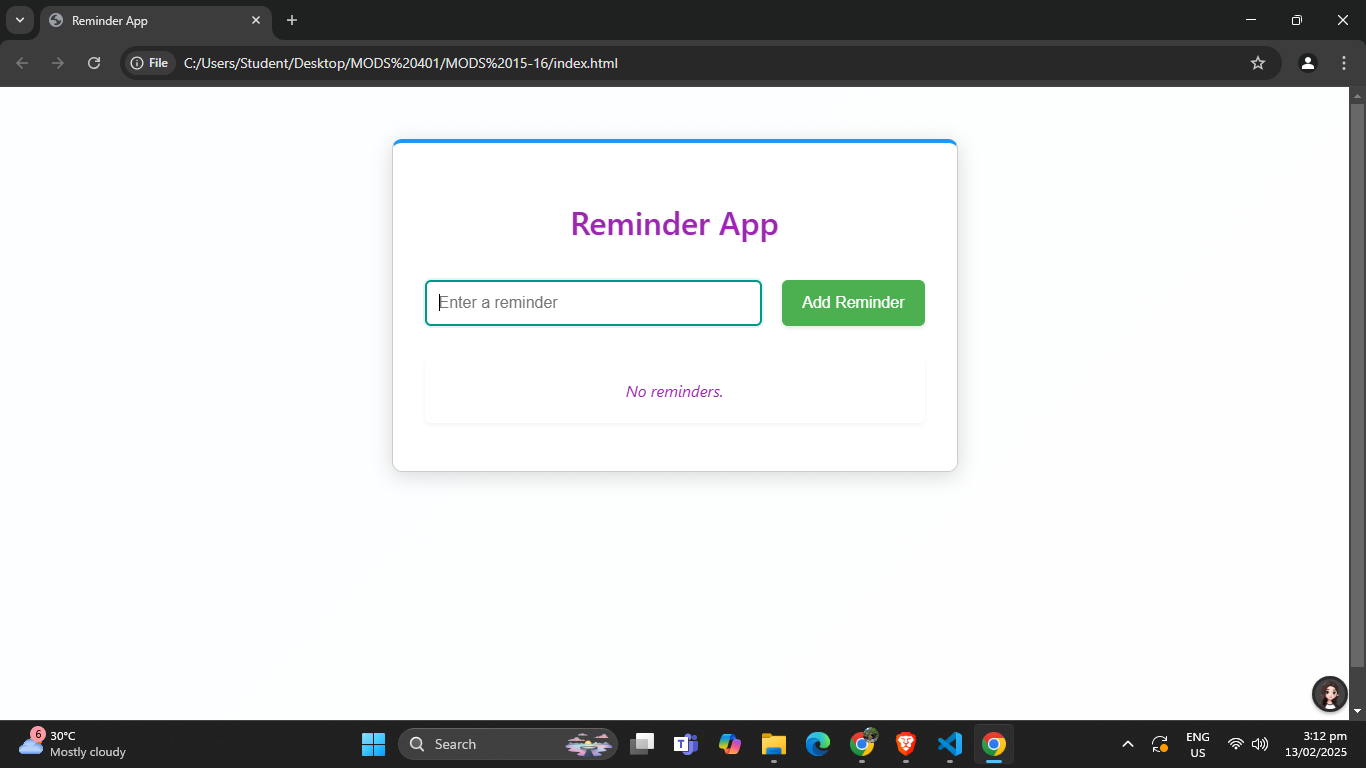 Reminder App
File
C:/Users/Student/Desktop/MODS%20401/MODS%2015-16/index.html
Reminder App
Enter a reminder
Add Reminder
No reminders.
6
30°C
Mostly cloudy
Search
ENG
US
3:12 pm
13/02/2025